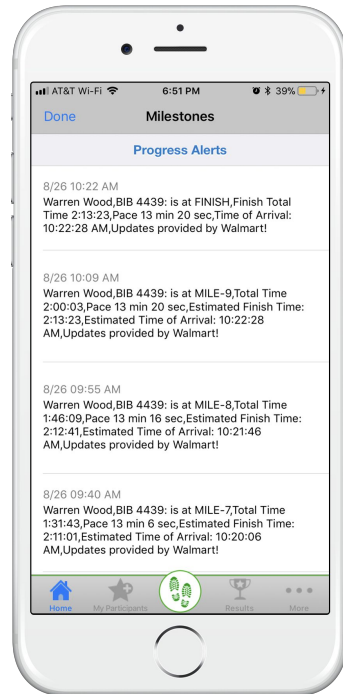 AT&T Wi-Fi 6:51 PM 39%
Done Milestones
Progress Alerts
8/26 10:22 AM
Warren Wood,BIB 4439: is at FINISH,Finish Total
Time 2:13:23,Pace 13 min 20 sec,Time of Arrival:
10:22:28 AM,Updates provided by Walmart!
8/26 10:09 AM
Warren Wood,BIB 4439: is at MILE-9,Total Time
2:00:03,Pace 13 min 20 sec,Estimated Finish Time:
2:13:23,Estimated Time of Arrival: 10:22:28
AM,Updates provided by Walmart!
8/26 09:55 AM
Warren Wood,BIB 4439: is at MILE-8,Total Time
1:46:09,Pace 13 min 16 sec,Estimated Finish Time:
2:12:41,Estimated Time of Arrival: 10:21:46
AM,Updates provided by Walmart!
8/26 09:40 AM
Warren Wood,BIB 4439: is at MILE-7,Total Time
1:31:43,Pace 13 min 6 sec,Estimated Finish Time:
2:11:01,Estimated Time of Arrival: 10:20:06
AM,Updates provided by Walmart!
Home My Participants Results More